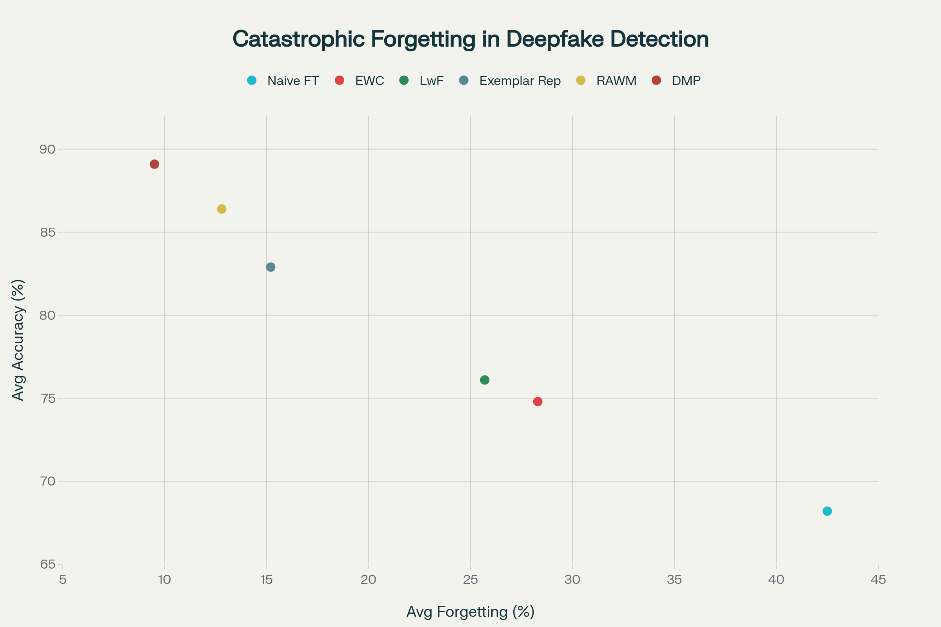 Catastrophic Forgetting in Deepfake Detection
Naive FT EWC LwF Exemplar Rep RAWM DMP
90
85
80
75
70
65
Avg Accuracy (%)
5 10 15 20 25 30 35 40 45
Avg Forgetting (%)